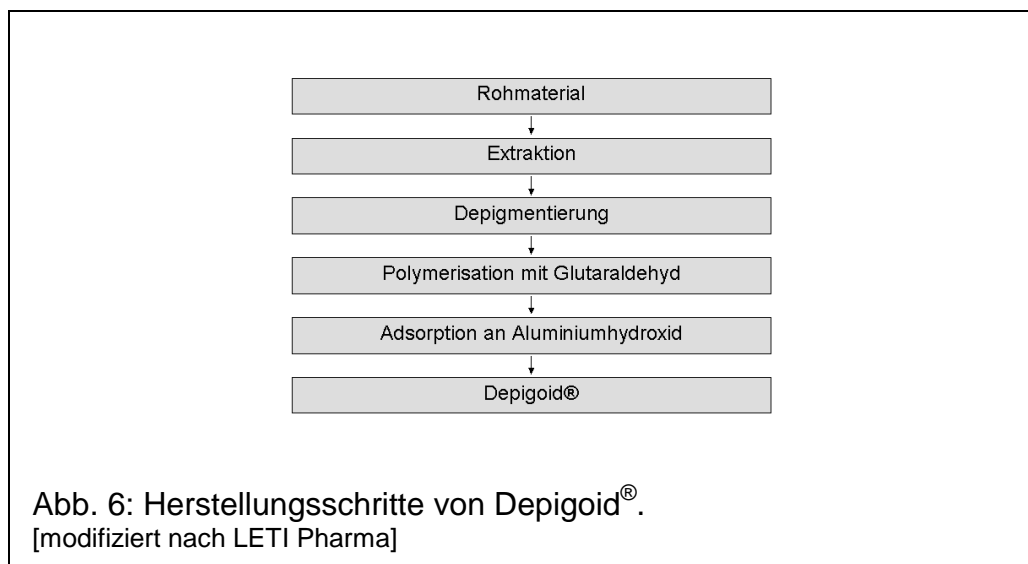 Rohmaterial
Extraktion
Depigmentierung
Polymerisation mit Glutaraldehyd
Adsorption an Aluminiumhydroxid
Depigoid®
Abb. 6: Herstellungsschritte von Depigoid®.
[modifiziert nach LETI Pharma]